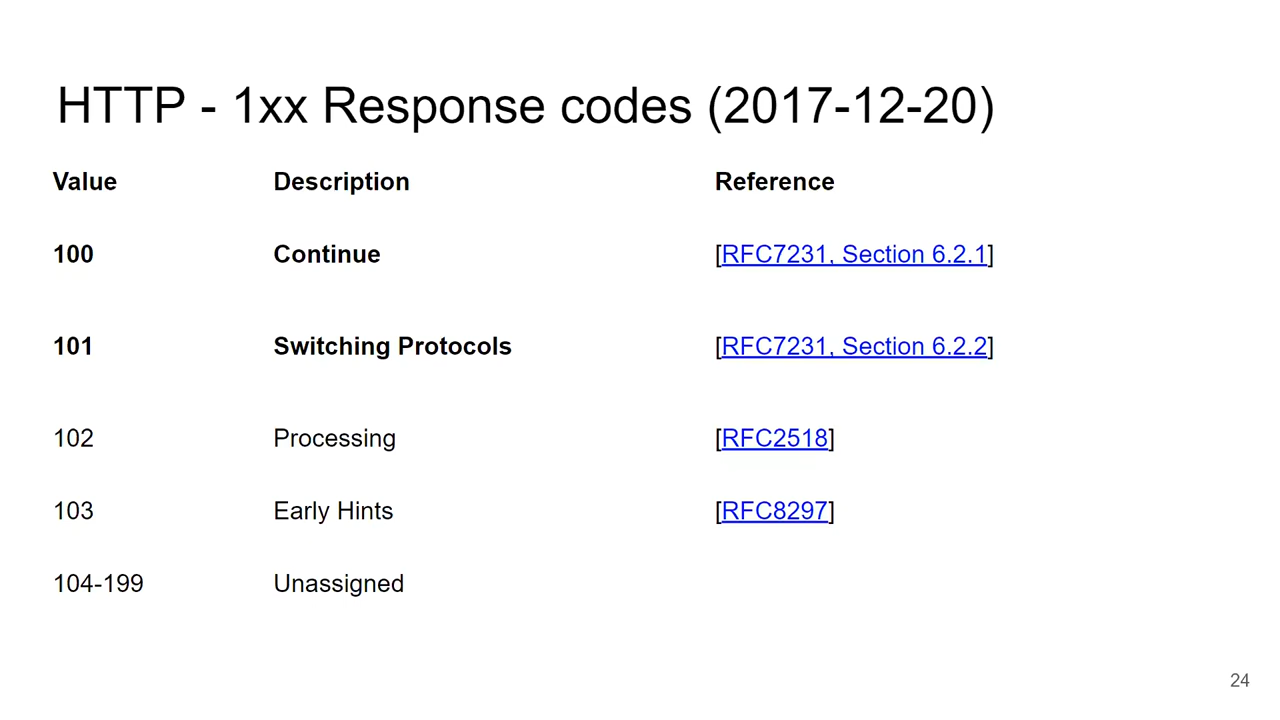 HTTP - 1xx Response codes (2017-12-20)
Value Description Reference
100 Continue [RFC7231, Section 6.2.1]
101 Switching Protocols [RFC7231, Section 6.2.2]
102 Processing [RFC2518]
103 Early Hints [RFC8297]
104-199 Unassigned
24